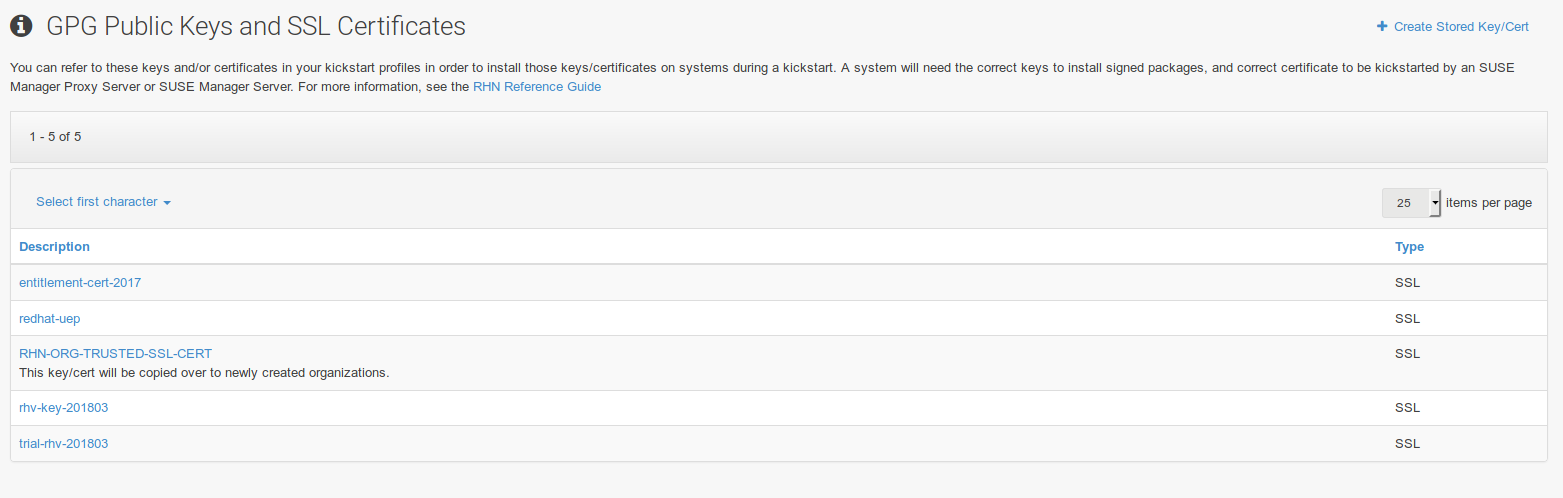 GPG Public Keys and SSL Certificates
Create Stored Key/Cert
You can refer to these keys and/or certificates in your kickstart profiles in order to install those keys/certificates on systems during a kickstart. A system will need the correct keys to install signed packages, and correct certificate to be kickstarted by an SUSE
Manager Proxy Server or SUSE Manager Server. For more information, see the RHN Reference Guide
1 - 5 of 5
Select first character
25 items per page
Description Type
entitlement-cert-2017 SSL
redhat-uep SSL
RHN-ORG-TRUSTED-SSL-CERT SSL
This key/cert will be copied over to newly created organizations.
rhv-key-201803 SSL
trial-rhv-201803 SSL